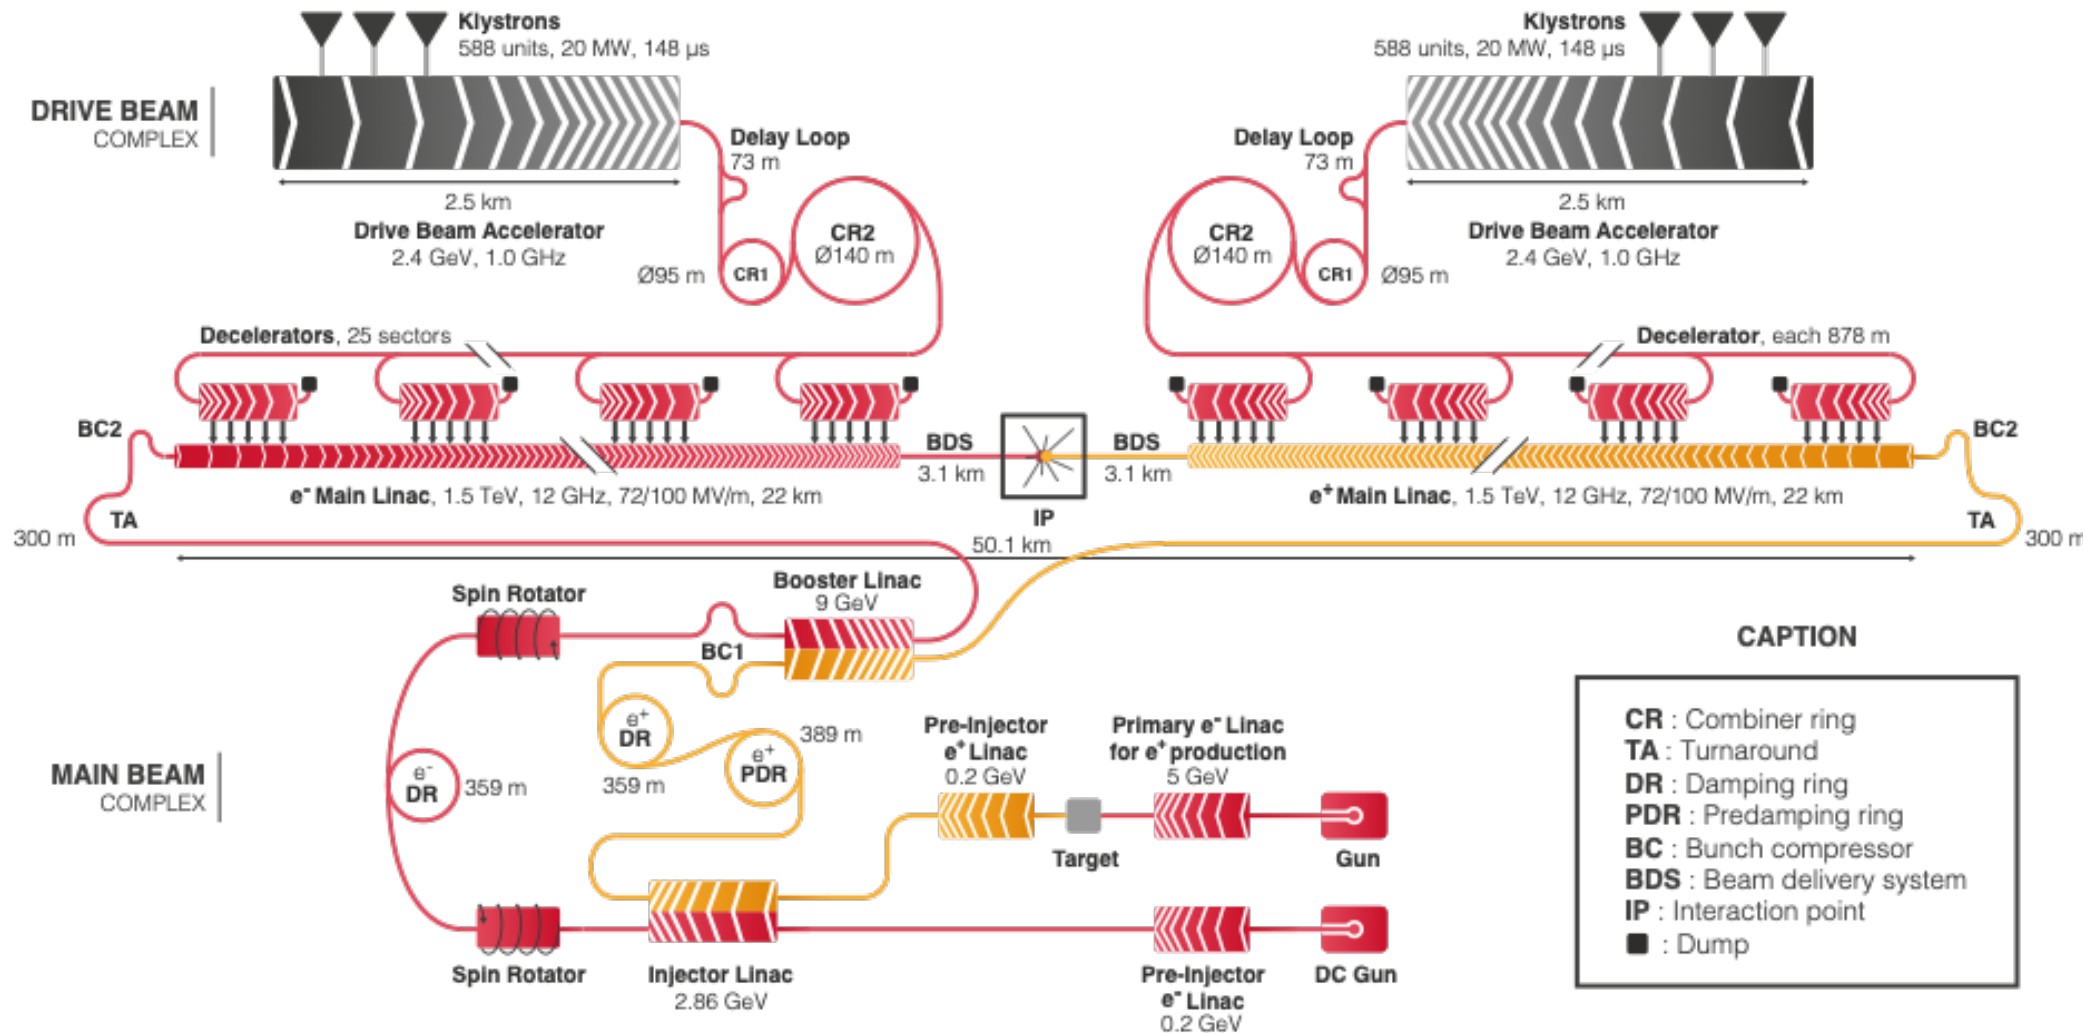 Klystrons
588 units, 20 MW, 148 µs
Klystrons
588 units, 20 MW, 148 µs
DRIVE BEAM
COMPLEX
Delay Loop
73 m
Delay Loop
73 m
2.5 km
Drive Beam Accelerator
2.4 GeV, 1.0 GHz
2.5 km
Drive Beam Accelerator
2.4 GeV, 1.0 GHz
CR2
Ø140 m
CR1
Ø95 m
CR2
Ø140 m
CR1
Ø95 m
Decelerators, 25 sectors
Decelerator, each 878 m
BC2
BDS
3.1 km
BDS
3.1 km
BC2
e⁻ Main Linac, 1.5 TeV, 12 GHz, 72/100 MV/m, 22 km
IP
e⁺ Main Linac, 1.5 TeV, 12 GHz, 72/100 MV/m, 22 km
TA
300 m
TA
300 m
50.1 km
Spin Rotator
Booster Linac
9 GeV
BC1
CAPTION
MAIN BEAM
COMPLEX
e⁻
DR
359 m
e⁺
DR
359 m
e⁺
PDR
389 m
Pre-Injector
e⁺ Linac
0.2 GeV
Primary e⁻ Linac
for e⁺ production
5 GeV
Target
Gun
Spin Rotator
Injector Linac
2.86 GeV
Pre-Injector
e⁻ Linac
0.2 GeV
DC Gun
CR : Combiner ring
TA : Turnaround
DR : Damping ring
PDR : Predamping ring
BC : Bunch compressor
BDS : Beam delivery system
IP : Interaction point
: Dump